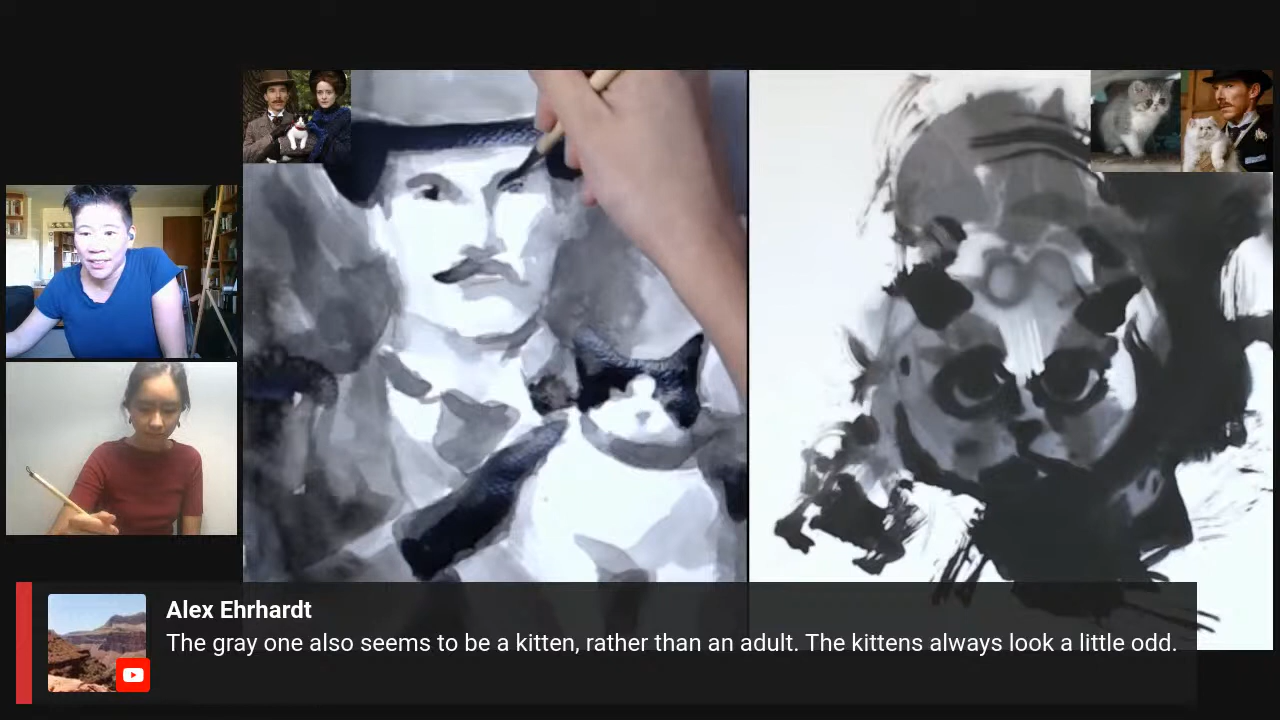 Alex Ehrhardt
The gray one also seems to be a kitten, rather than an adult. The kittens always look a little odd.